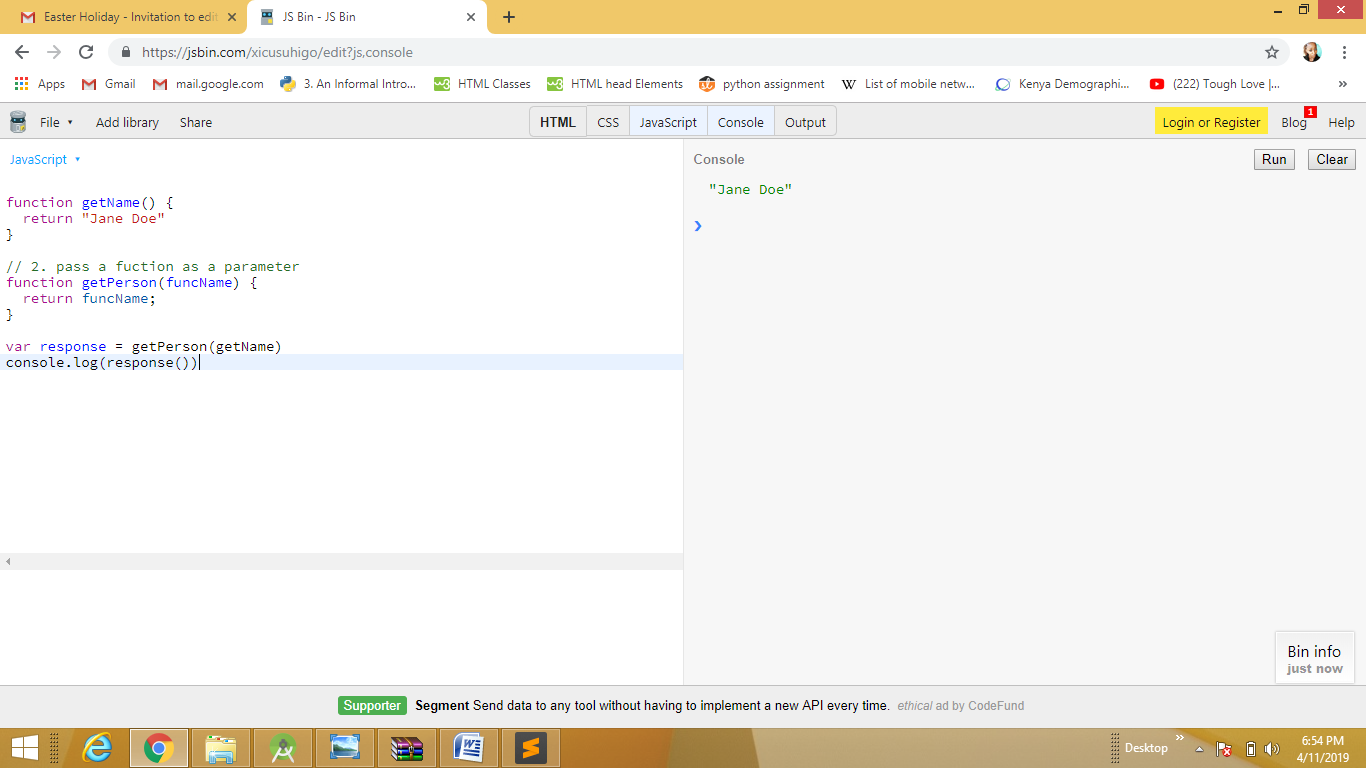 Easter Holiday - Invitation to edi
JS Bin - JS Bin
https://jsbin.com/xicusuhigo/edit?js,console
Apps Gmail mail.google.com 3. An Informal Intro... HTML Classes HTML head Elements python assignment List of mobile netw... Kenya Demographi... (222) Tough Love |...
File Add library Share HTML CSS JavaScript Console Output Login or Register Blog 1 Help
JavaScript
function getName() {
  return "Jane Doe"
}
// 2. pass a fuction as a parameter
function getPerson(funcName) {
  return funcName;
}
var response = getPerson(getName)
console.log(response())
Console Run Clear
"Jane Doe"
Bin info
just now
Supporter Segment Send data to any tool without having to implement a new API every time. ethical ad by CodeFund
Desktop
6:54 PM
4/11/2019